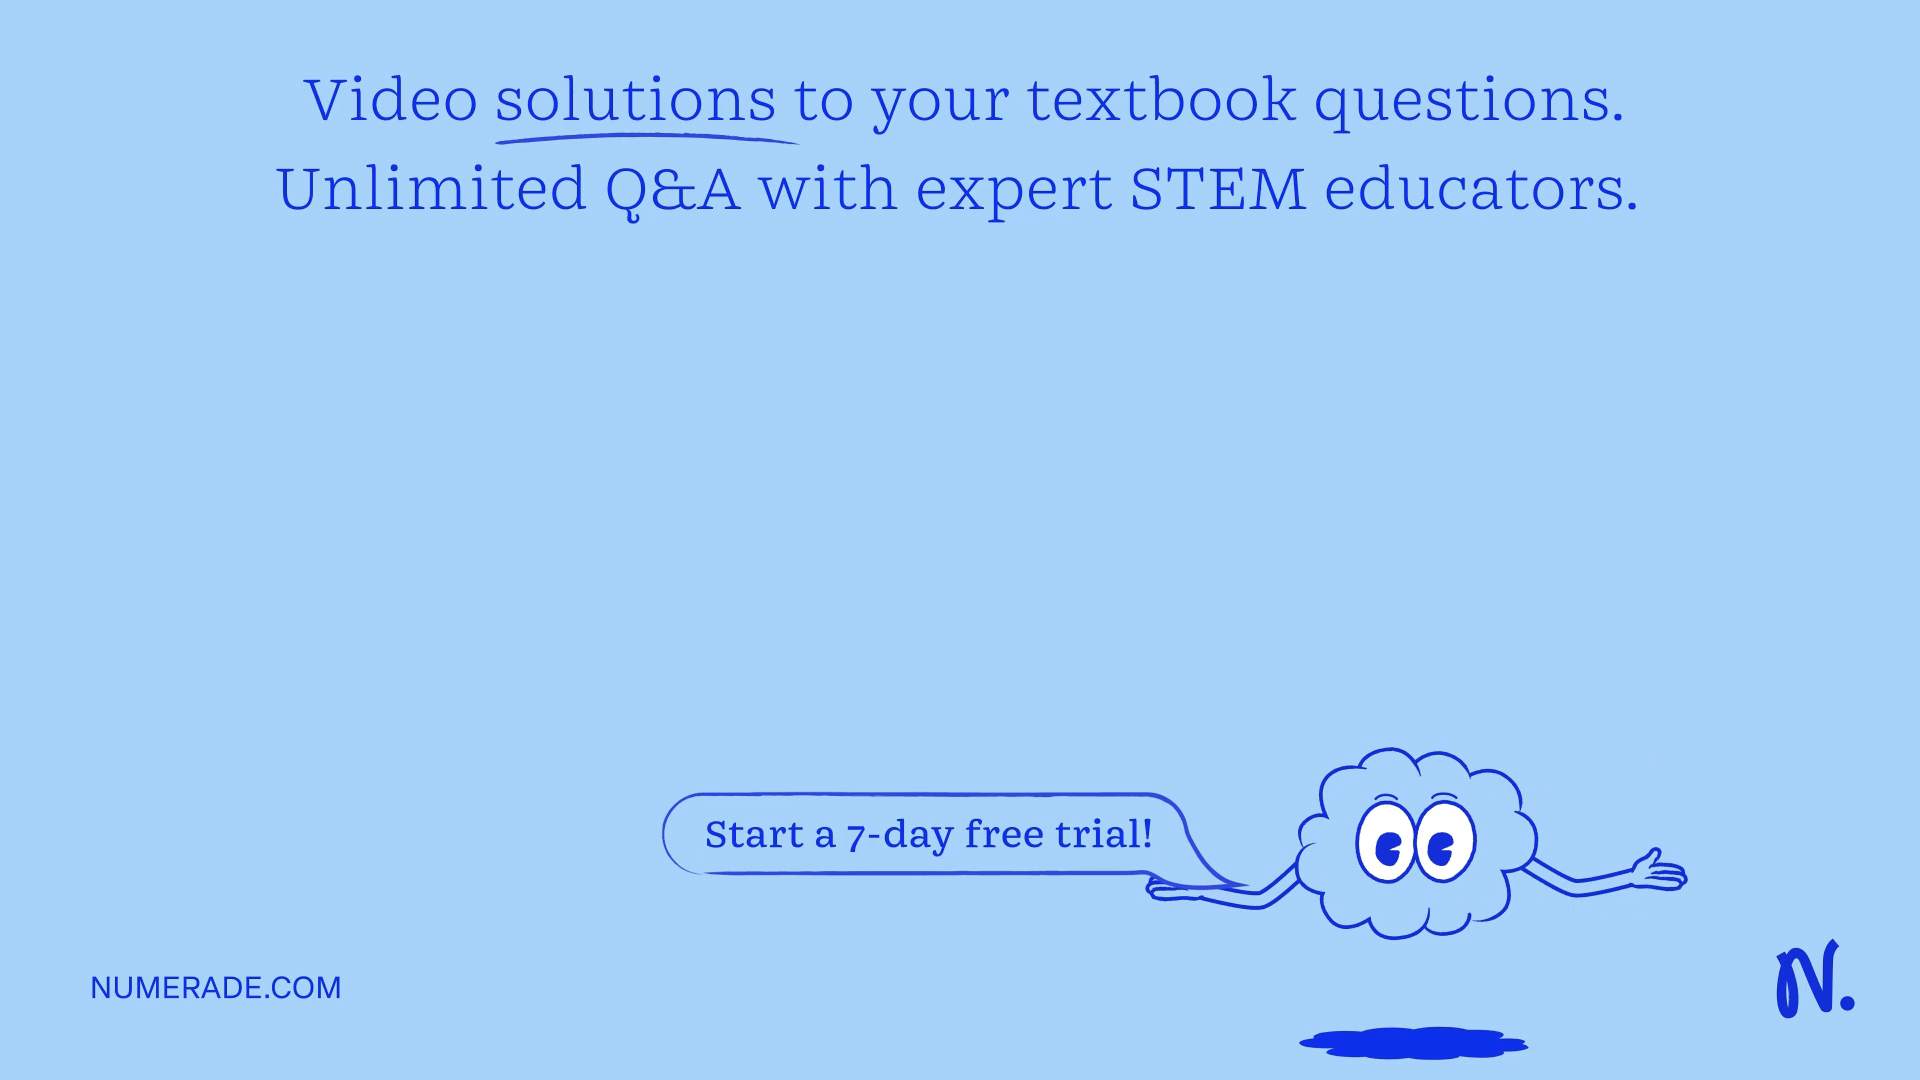 Video solutions to your textbook questions.
Unlimited Q&A with expert STEM educators.
Start a 7-day free trial!
NUMERADE.COM
N.